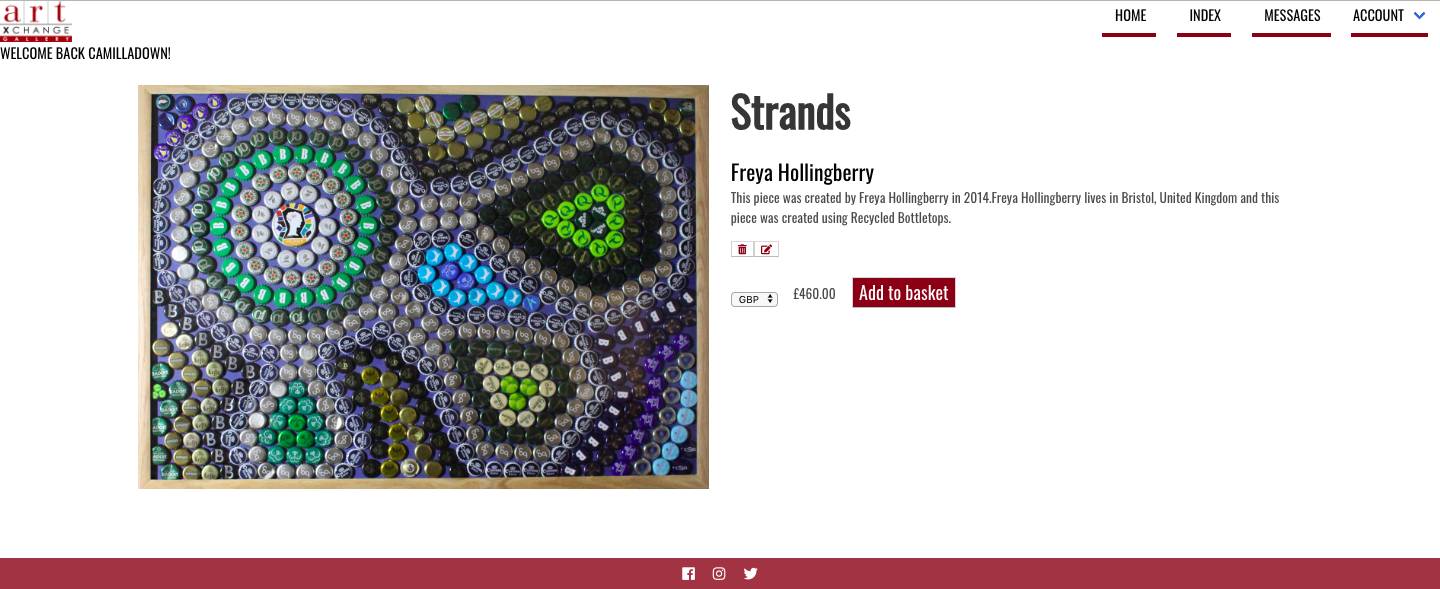 art
XCHANGE
GALLERY
HOME INDEX MESSAGES ACCOUNT
WELCOME BACK CAMILLADOWN!
Strands
Freya Hollingberry
This piece was created by Freya Hollingberry in 2014.Freya Hollingberry lives in Bristol, United Kingdom and this
piece was created using Recycled Bottletops.
GBP £460.00 Add to basket